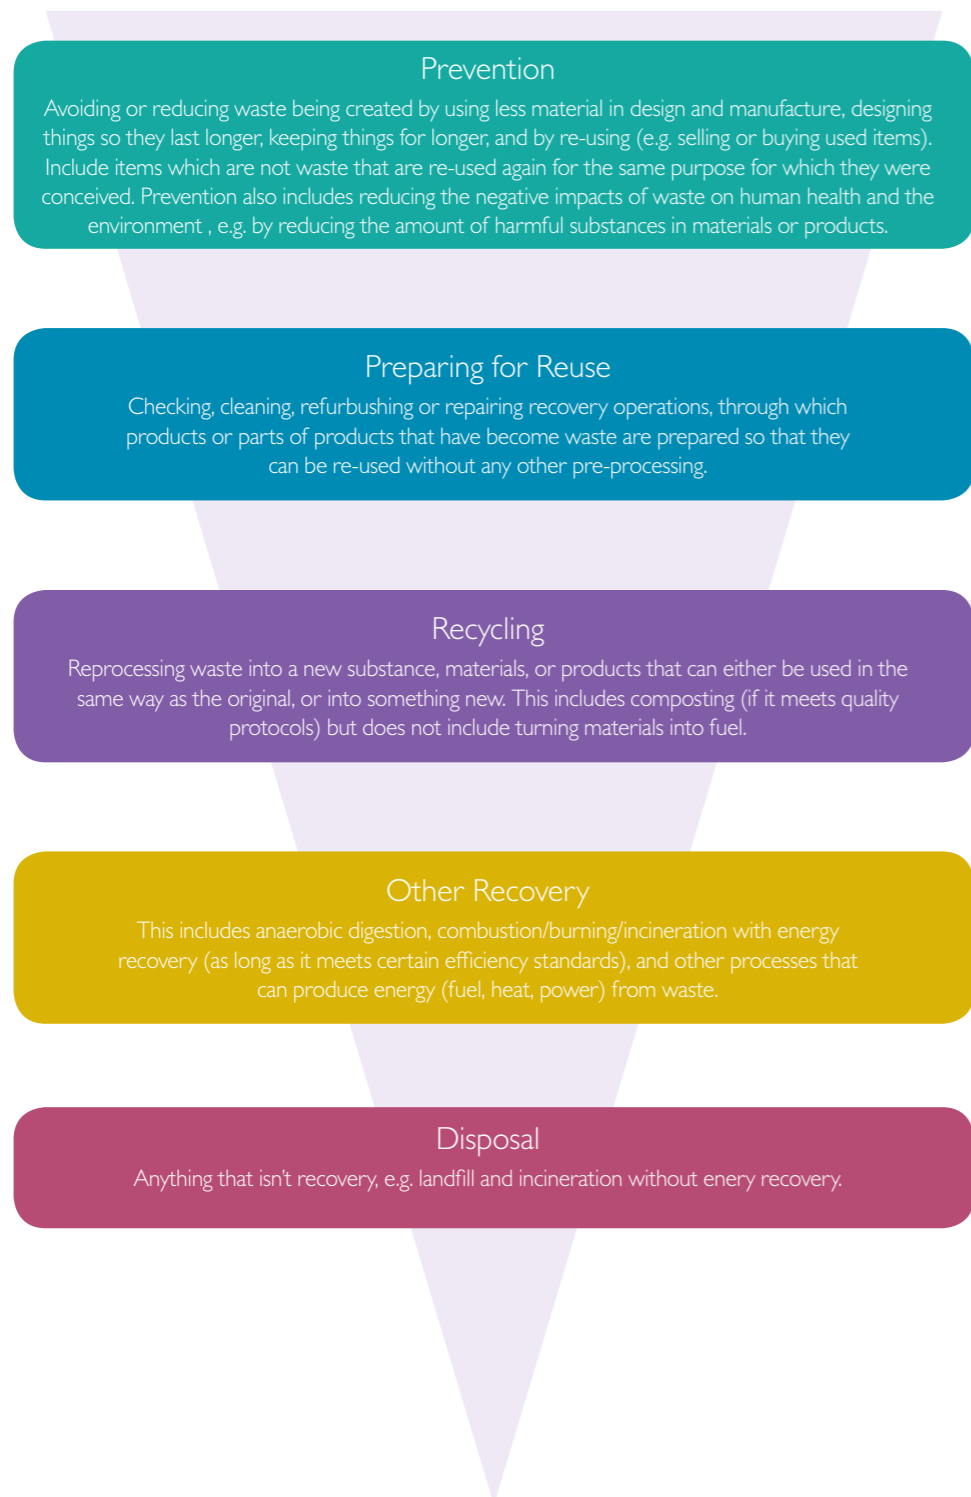 Prevention
Avoiding or reducing waste being created by using less material in design and manufacture, designing
things so they last longer, keeping things for longer, and by re-using (e.g. selling or buying used items).
Include items which are not waste that are re-used again for the same purpose for which they were
conceived. Prevention also includes reducing the negative impacts of waste on human health and the
environment , e.g. by reducing the amount of harmful substances in materials or products.
Preparing for Reuse
Checking, cleaning, refurbushing or repairing recovery operations, through which
products or parts of products that have become waste are prepared so that they
can be re-used without any other pre-processing.
Recycling
Reprocessing waste into a new substance, materials, or products that can either be used in the
same way as the original, or into something new. This includes composting (if it meets quality
protocols) but does not include turning materials into fuel.
Other Recovery
This includes anaerobic digestion, combustion/burning/incineration with energy
recovery (as long as it meets certain efficiency standards), and other processes that
can produce energy (fuel, heat, power) from waste.
Disposal
Anything that isn't recovery, e.g. landfill and incineration without enery recovery.